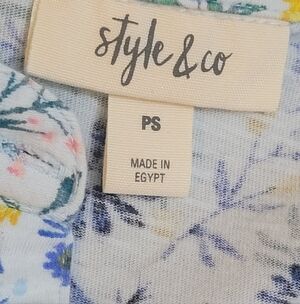 style & co
PS
MADE IN
EGYPT